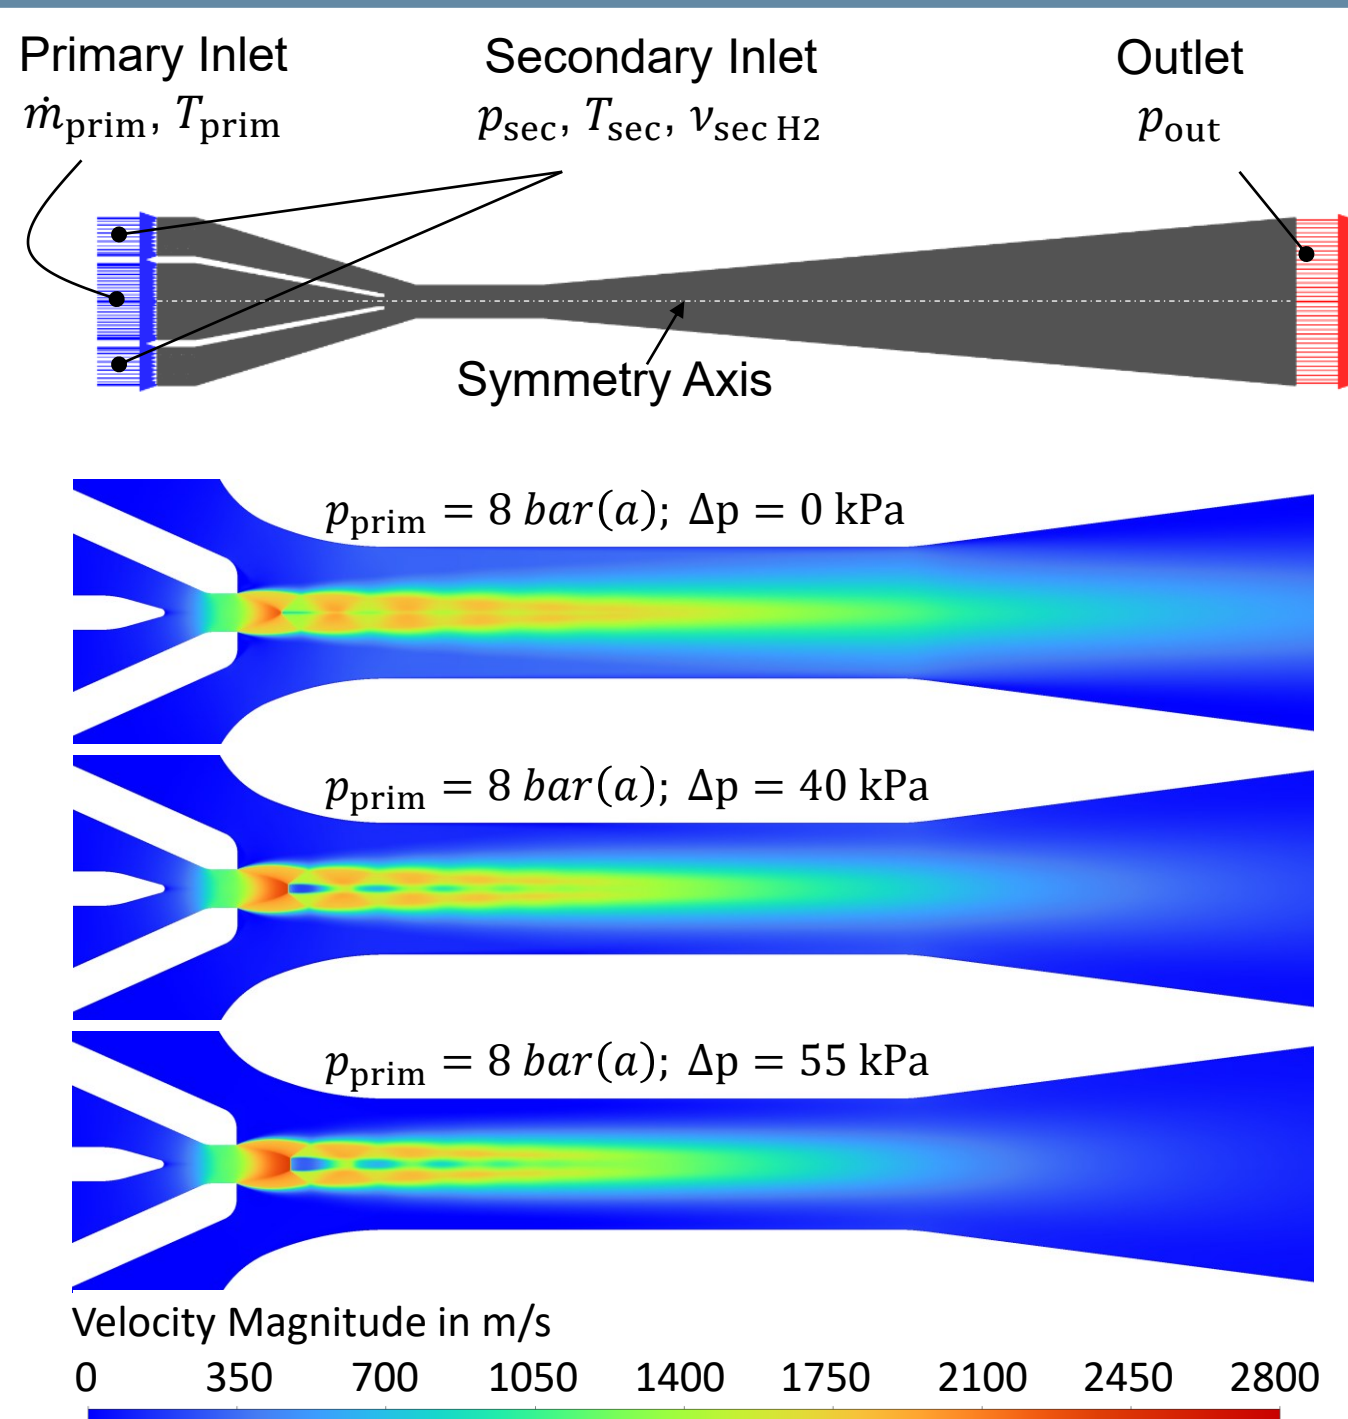 Primary Inlet
ṁprim, Tprim
Secondary Inlet
psec, Tsec, νsec H2
Outlet
pout
Symmetry Axis
pprim = 8 bar(a); Δp = 0 kPa
pprim = 8 bar(a); Δp = 40 kPa
pprim = 8 bar(a); Δp = 55 kPa
Velocity Magnitude in m/s
0 350 700 1050 1400 1750 2100 2450 2800